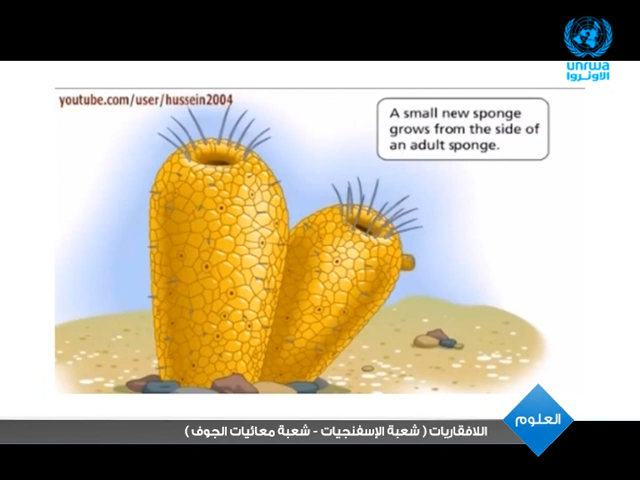 unrwa
الأونروا
youtube.com/user/hussein2004
A small new sponge
grows from the side of
an adult sponge.
العلوم
اللافقاريات ( شعبة الإسفنجيات - شعبة معائيات الجوف )